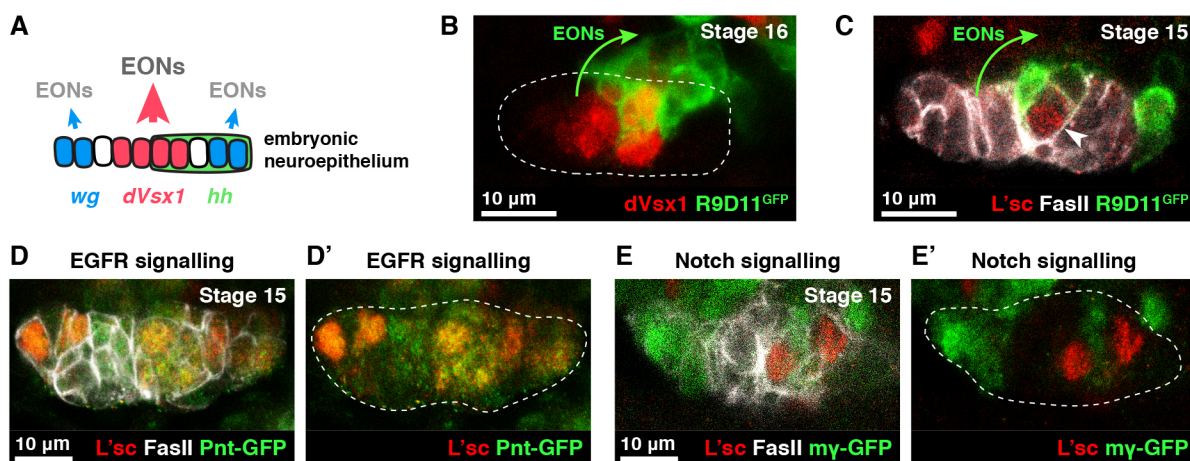 A
EONs
EONs
EONs
embryonic
neuroepithelium
wg dVsx1 hh
B
EONs
Stage 16
10 µm
dVsx1 R9D11GFP
C
EONs
Stage 15
10 µm
L'sc FasII R9D11GFP
D
EGFR signalling
Stage 15
10 µm
L'sc FasII Pnt-GFP
D'
EGFR signalling
L'sc Pnt-GFP
E
Notch signalling
Stage 15
10 µm
L'sc FasII mγ-GFP
E'
Notch signalling
L'sc mγ-GFP